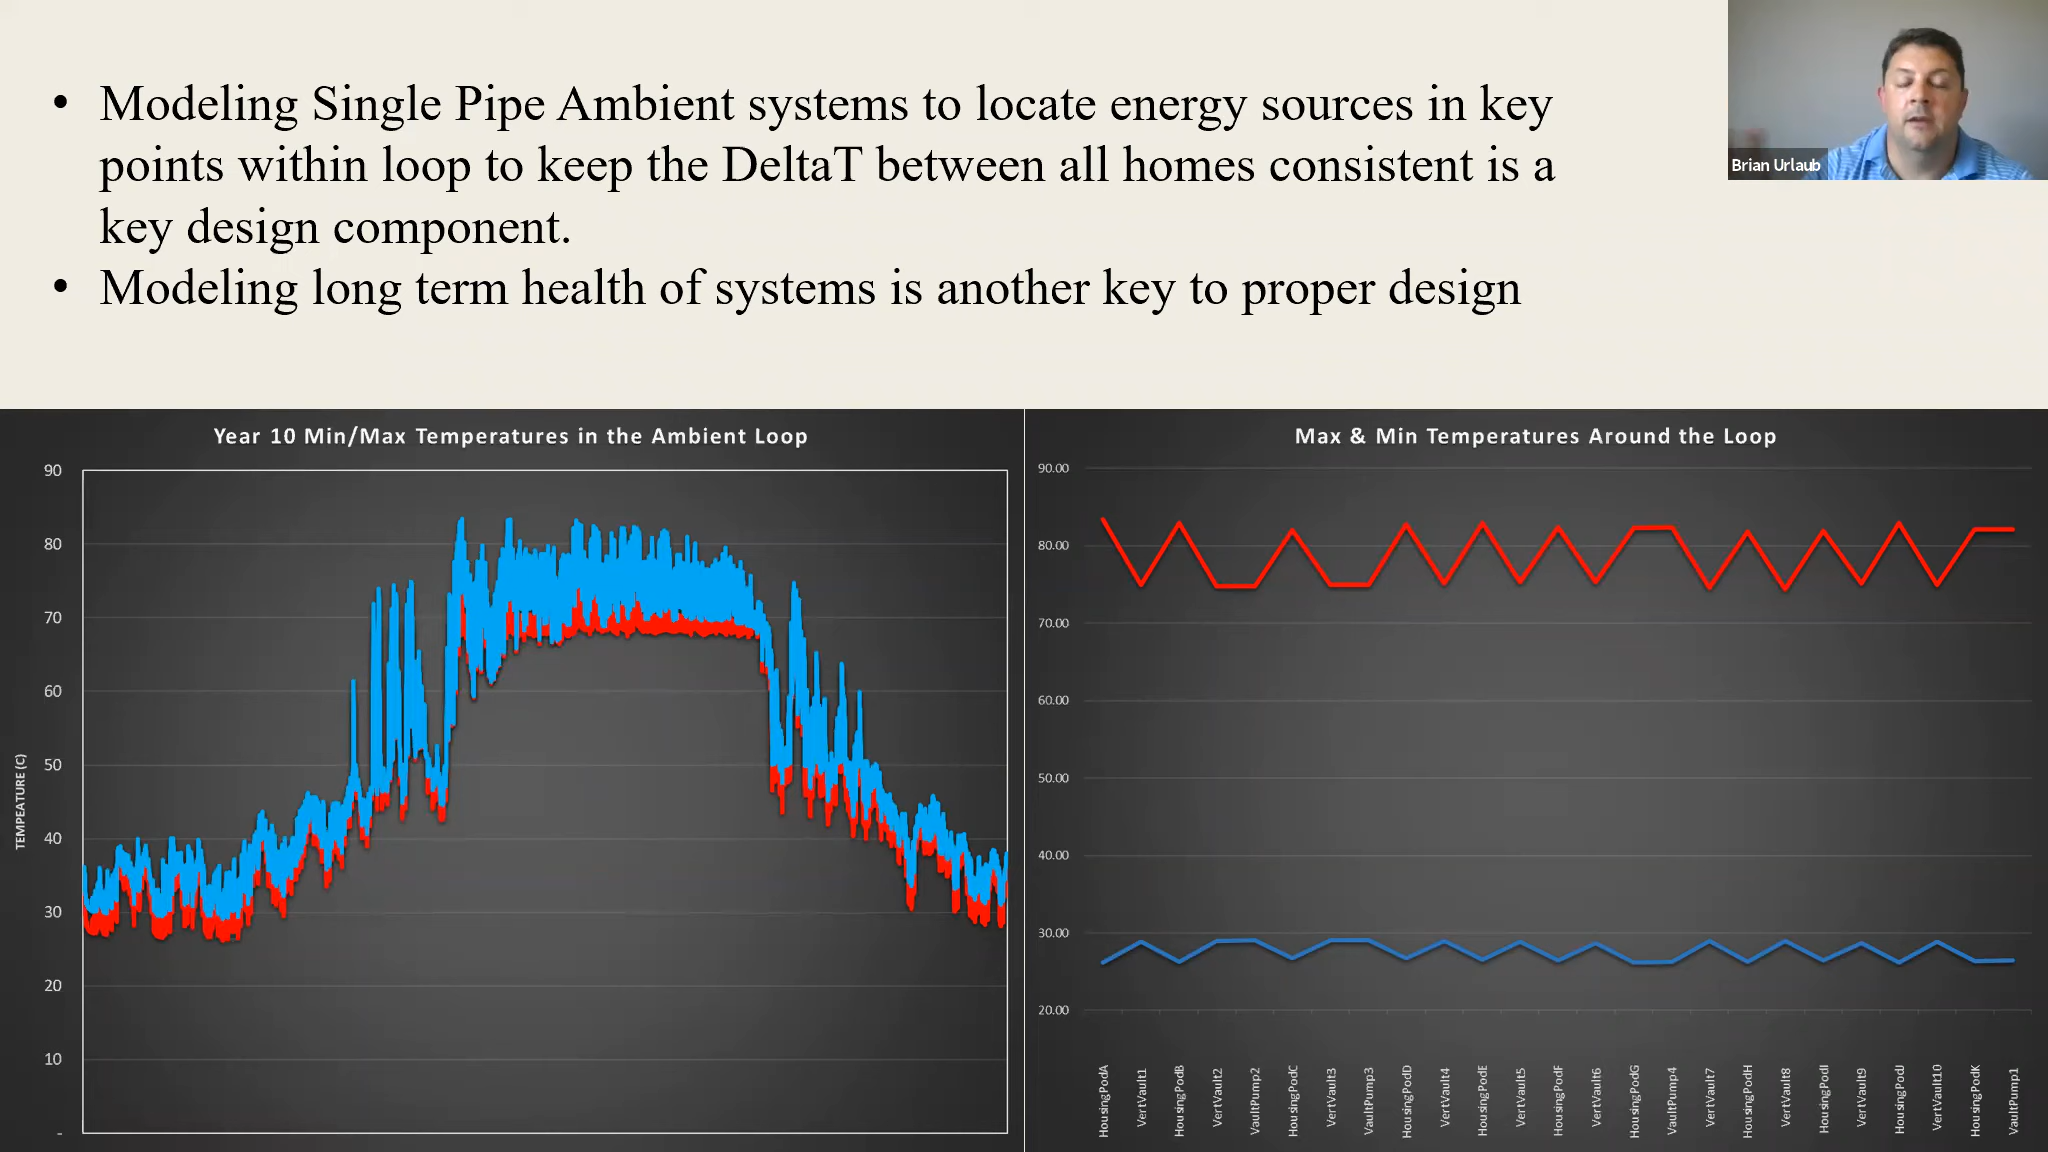 • Modeling Single Pipe Ambient systems to locate energy sources in key
points within loop to keep the DeltaT between all homes consistent is a
key design component.
• Modeling long term health of systems is another key to proper design
Brian Urlaub
Year 10 Min/Max Temperatures in the Ambient Loop
90
80
70
60
50
40
30
20
10
-
TEMPEATURE (C)
Max & Min Temperatures Around the Loop
90.00
80.00
70.00
60.00
50.00
40.00
30.00
20.00
HousingPodA
VertVault1
HousingPodB
VertVault2
VaultPump2
HousingPodC
VertVault3
VaultPump3
HousingPodD
VertVault4
HousingPodE
VertVault5
HousingPodF
VertVault6
HousingPodG
VaultPump4
VertVault7
HousingPodH
VertVault8
HousingPodI
VertVault9
HousingPodJ
VertVault10
HousingPodK
VaultPump1